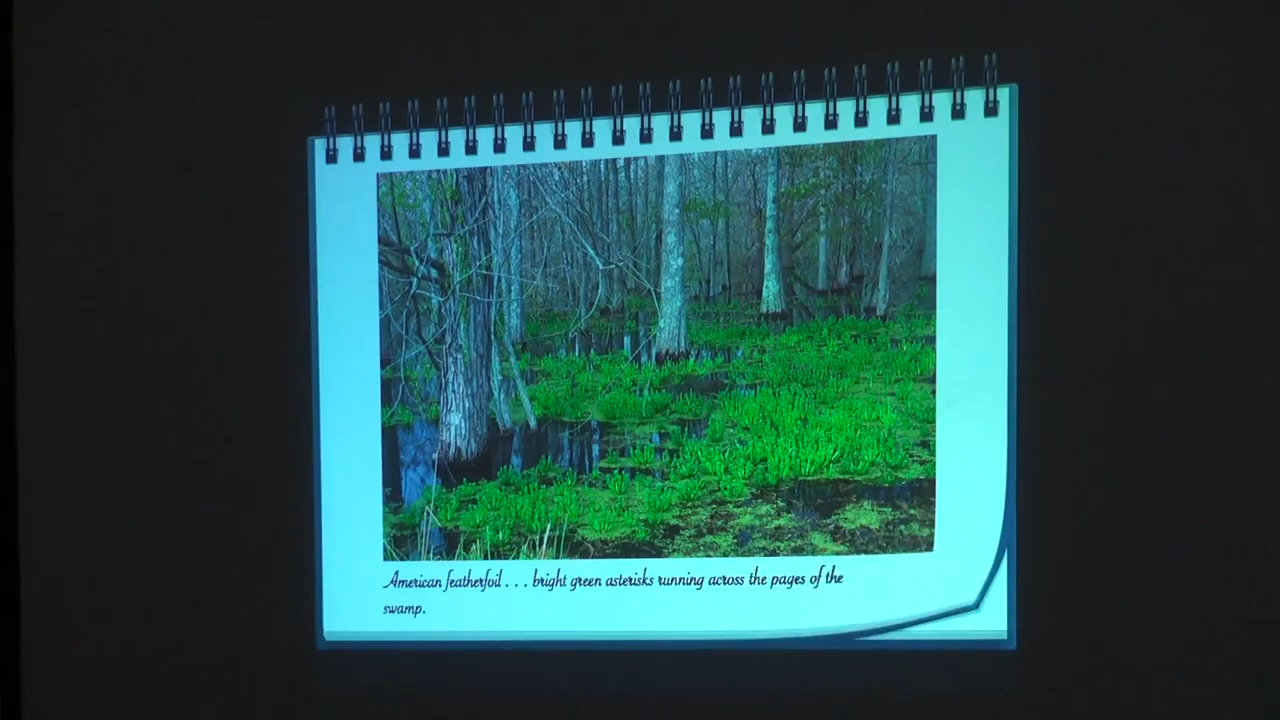 American featherfoil . . . bright green asterisks running across the pages of the
swamp.